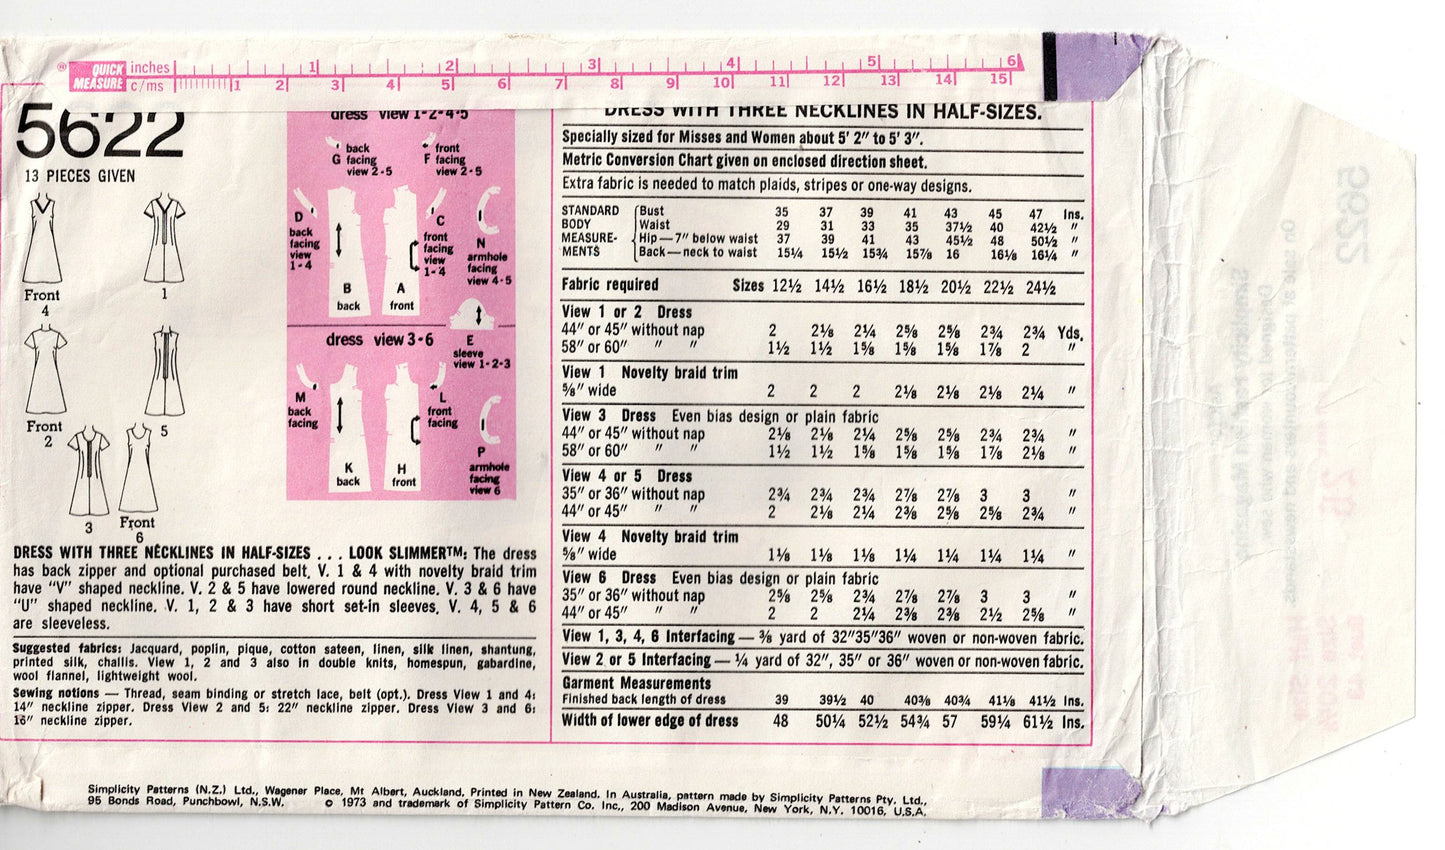 ® QUICK MEASURE inches 1 2 3 4 5 6
c/ms 1 2 3 4 5 6 7 8 9 10 11 12 13 14 15
5622
13 PIECES GIVEN
Front
4
1
Front
2
5
3
Front
6
dress view 1-2-4-5
back
G facing
view 2-5
front
F facing
view 2-5
D
back
facing
view
1-4
C
front
facing
view
1-4
N
armhole
facing
view 4-5
B
back
A
front
E
sleeve
view 1-2-3
dress view 3-6
M
back
facing
L
front
facing
P
armhole
facing
view 6
K
back
H
front
DRESS WITH THREE NECKLINES IN HALF-SIZES . . . LOOK SLIMMER™: The dress
has back zipper and optional purchased belt. V. 1 & 4 with novelty braid trim
have “V” shaped neckline. V. 2 & 5 have lowered round neckline. V. 3 & 6 have
“U” shaped neckline. V. 1, 2 & 3 have short set-in sleeves. V. 4, 5 & 6
are sleeveless.
Suggested fabrics: Jacquard, poplin, pique, cotton sateen, linen, silk linen, shantung,
printed silk, challis. View 1, 2 and 3 also in double knits, homespun, gabardine,
wool flannel, lightweight wool.
Sewing notions — Thread, seam binding or stretch lace, belt (opt.). Dress View 1 and 4:
14″ neckline zipper. Dress View 2 and 5: 22″ neckline zipper. Dress View 3 and 6:
16″ neckline zipper.
DRESS WITH THREE NECKLINES IN HALF-SIZES.
Specially sized for Misses and Women about 5′ 2″ to 5′ 3″.
Metric Conversion Chart given on enclosed direction sheet.
Extra fabric is needed to match plaids, stripes or one-way designs.
STANDARD Bust 35 37 39 41 43 45 47 Ins.
BODY Waist 29 31 33 35 37½ 40 42½ ″
MEASURE- Hip—7″ below waist 37 39 41 43 45½ 48 50½ ″
MENTS Back—neck to waist 15¼ 15½ 15¾ 15⅞ 16 16⅛ 16¼ ″
Fabric required Sizes 12½ 14½ 16½ 18½ 20½ 22½ 24½
View 1 or 2 Dress
44″ or 45″ without nap 2 2⅛ 2¼ 2⅝ 2⅝ 2¾ 2¾ Yds.
58″ or 60″ ″ ″ 1½ 1½ 1⅝ 1⅝ 1⅝ 1⅞ 2 ″
View 1 Novelty braid trim
⅝″ wide 2 2 2 2⅛ 2⅛ 2⅛ 2¼ ″
View 3 Dress Even bias design or plain fabric
44″ or 45″ without nap 2⅛ 2⅛ 2¼ 2⅝ 2⅝ 2¾ 2¾ ″
58″ or 60″ ″ ″ 1½ 1½ 1⅝ 1⅝ 1⅝ 1⅞ 2⅛ ″
View 4 or 5 Dress
35″ or 36″ without nap 2¾ 2¾ 2¾ 2⅞ 2⅞ 3 3 ″
44″ or 45″ ″ ″ 2 2⅛ 2¼ 2⅜ 2⅝ 2⅝ 2¾ ″
View 4 Novelty braid trim
⅝″ wide 1⅛ 1⅛ 1⅛ 1¼ 1¼ 1¼ 1¼ ″
View 6 Dress Even bias design or plain fabric
35″ or 36″ without nap 2⅝ 2⅝ 2¾ 2⅞ 2⅞ 3 3 ″
44″ or 45″ ″ ″ 2 2 2¼ 2⅜ 2⅜ 2½ 2⅝ ″
View 1, 3, 4, 6 Interfacing — ⅜ yard of 32″35″36″ woven or non-woven fabric.
View 2 or 5 Interfacing — ¼ yard of 32″, 35″ or 36″ woven or non-woven fabric.
Garment Measurements
Finished back length of dress 39 39½ 40 40⅜ 40¾ 41⅛ 41½ Ins.
Width of lower edge of dress 48 50¼ 52½ 54¾ 57 59¼ 61½ Ins.
Simplicity Patterns (N.Z.) Ltd., Wagener Place, Mt Albert, Auckland. Printed in New Zealand. In Australia, pattern made by Simplicity Patterns Pty. Ltd.,
95 Bonds Road, Punchbowl, N.S.W. © 1973 and trademark of Simplicity Pattern Co. Inc., 200 Madison Avenue, New York, N.Y. 10016, U.S.A.
5622